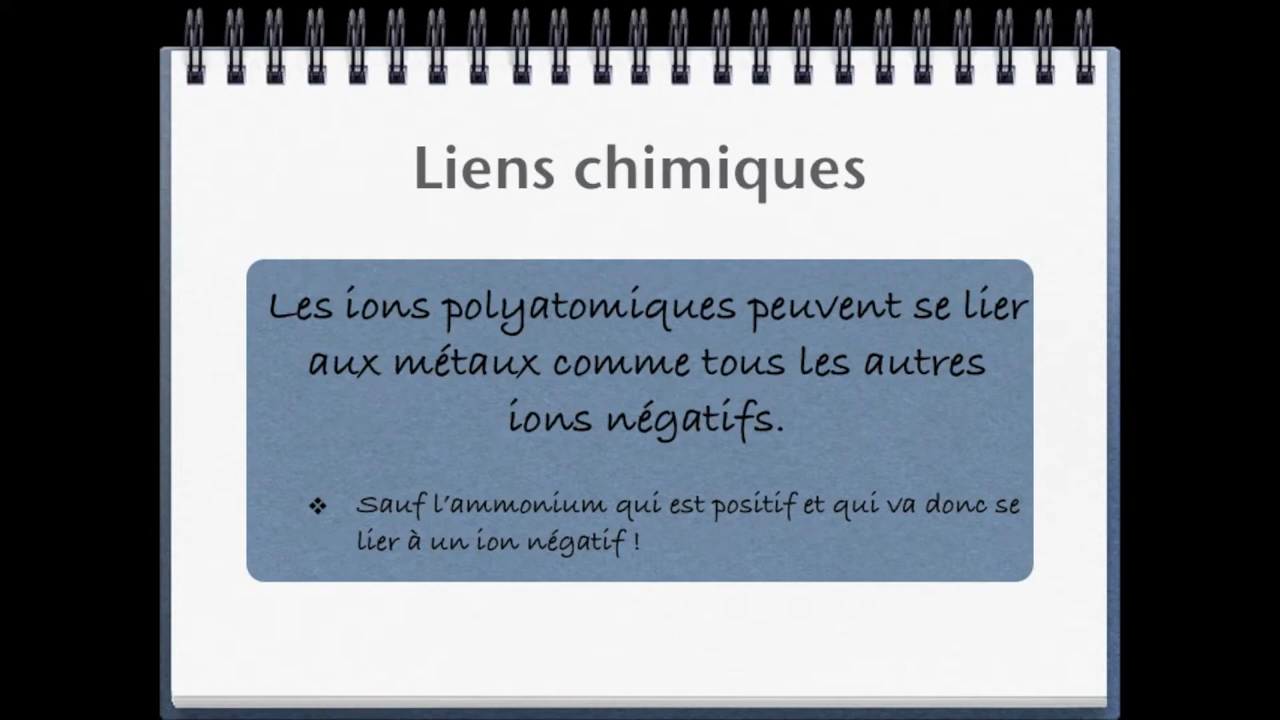 Liens chimiques
Les ions polyatomiques peuvent se lier
aux métaux comme tous les autres
ions négatifs.
❖ Sauf l'ammonium qui est positif et qui va donc se
lier à un ion négatif !